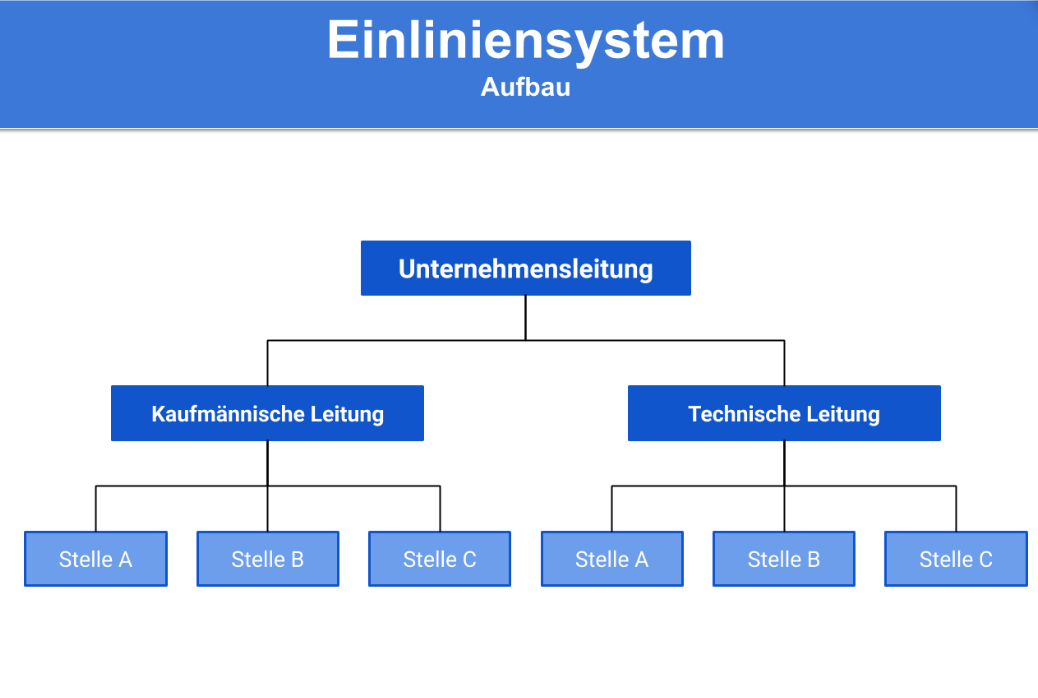 Einliniensystem
Aufbau
Unternehmensleitung
Kaufmännische Leitung
Technische Leitung
Stelle A
Stelle B
Stelle C
Stelle A
Stelle B
Stelle C